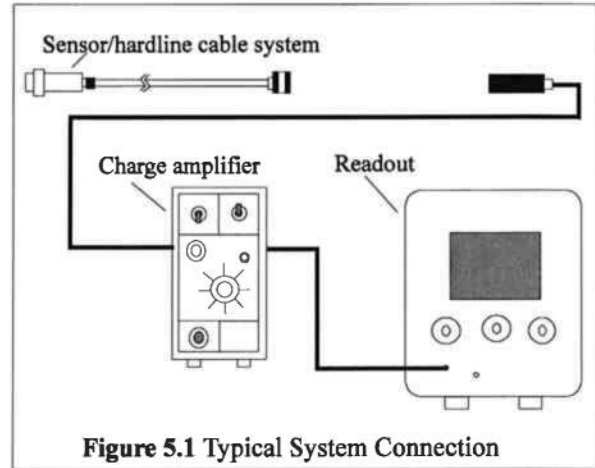 Sensor/hardline cable system
Charge amplifier
Readout
Figure 5.1 Typical System Connection